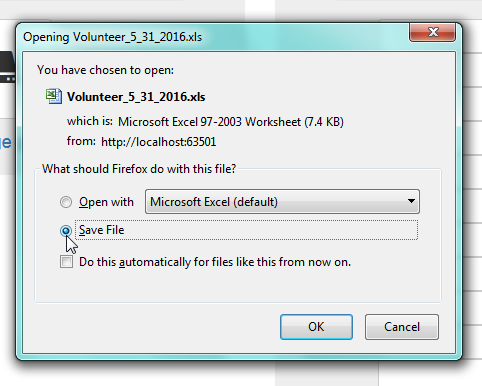 Opening Volunteer_5_31_2016.xls
You have chosen to open:
Volunteer_5_31_2016.xls
which is: Microsoft Excel 97-2003 Worksheet (7.4 KB)
from: http://localhost:63501
What should Firefox do with this file?
Open with Microsoft Excel (default)
Save File
Do this automatically for files like this from now on.
OK Cancel